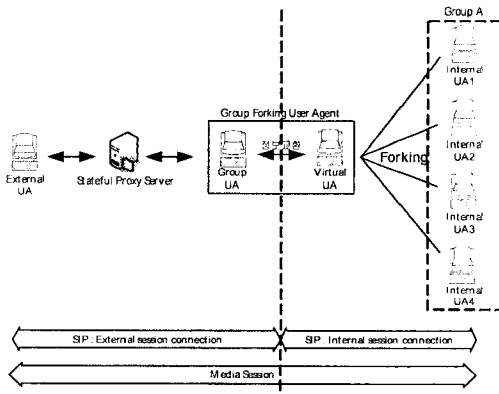 Group A
Internal
UA1
Group Forking User Agent
Internal
UA2
Forking
External
UA
Stateful Proxy Server
Group
UA
Virtual
UA
Internal
UA3
Internal
UA4
SIP : External session connection
SIP : Internal session connection
Media Session